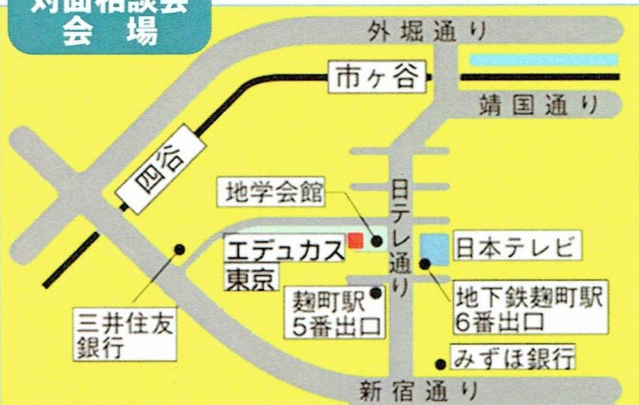 対面相談会
会場
外堀通り
市ヶ谷
靖国通り
四谷
地学会館
日テレ通り
エデュカス
東京
日本テレビ
麹町駅
5番出口
地下鉄麹町駅
6番出口
三井住友
銀行
みずほ銀行
新宿通り